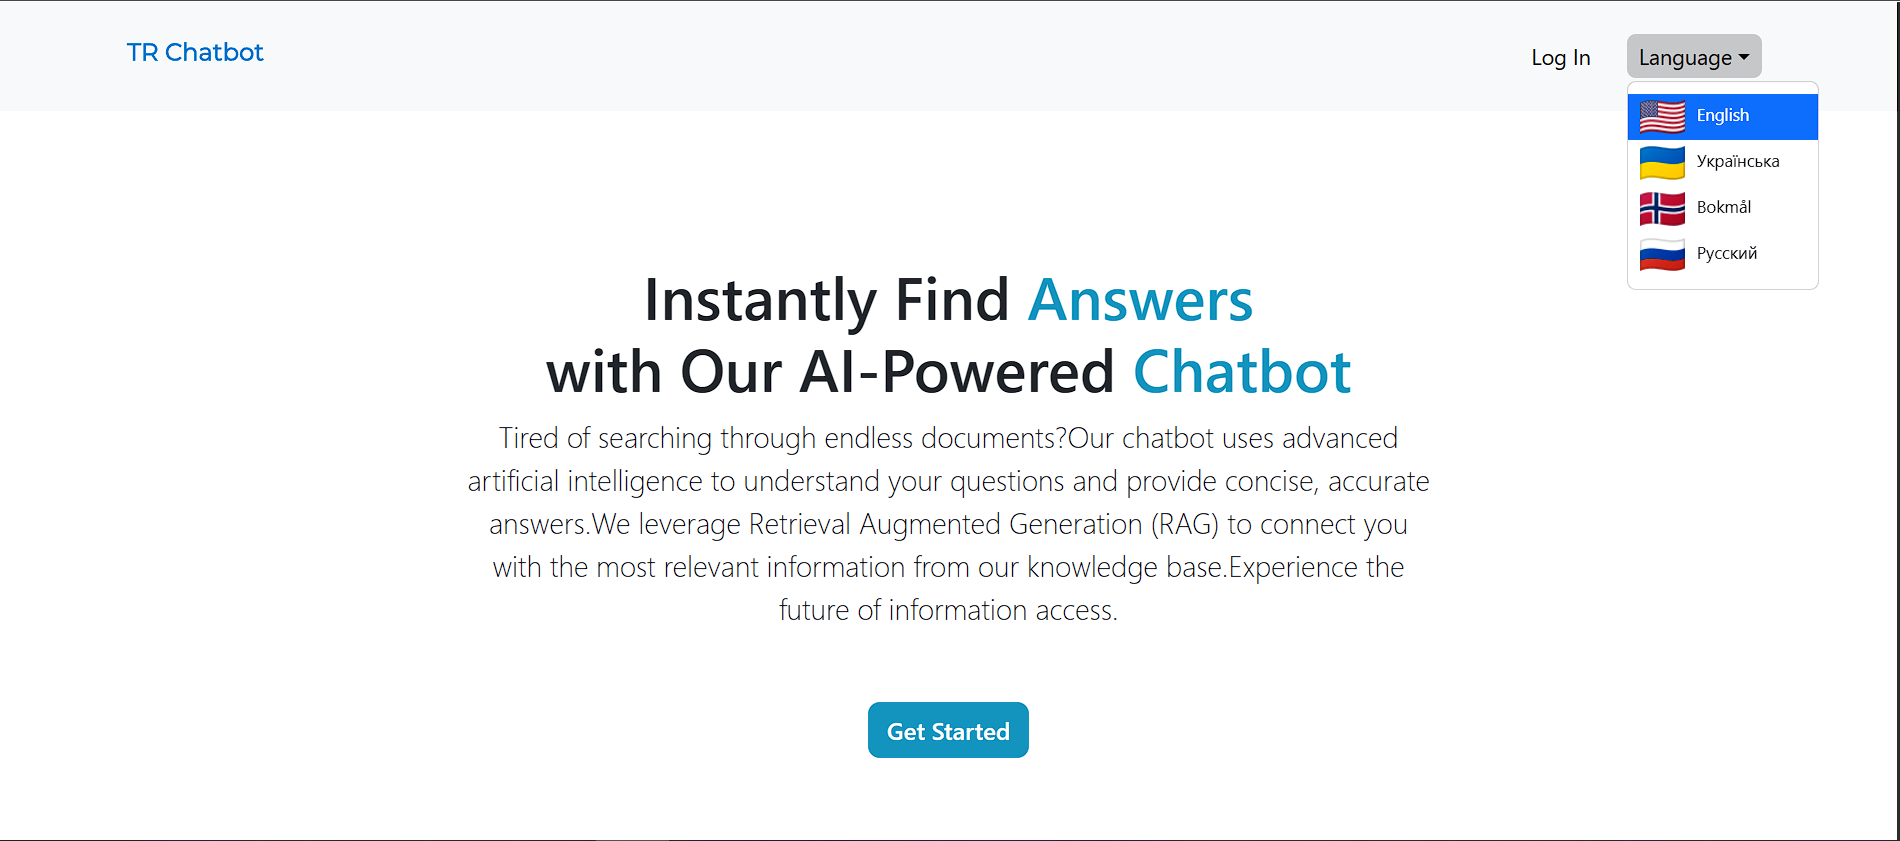 TR Chatbot
Log In
Language
English
Українська
Bokmål
Русский
Instantly Find Answers
with Our AI-Powered Chatbot
Tired of searching through endless documents?Our chatbot uses advanced
artificial intelligence to understand your questions and provide concise, accurate
answers.We leverage Retrieval Augmented Generation (RAG) to connect you
with the most relevant information from our knowledge base.Experience the
future of information access.
Get Started